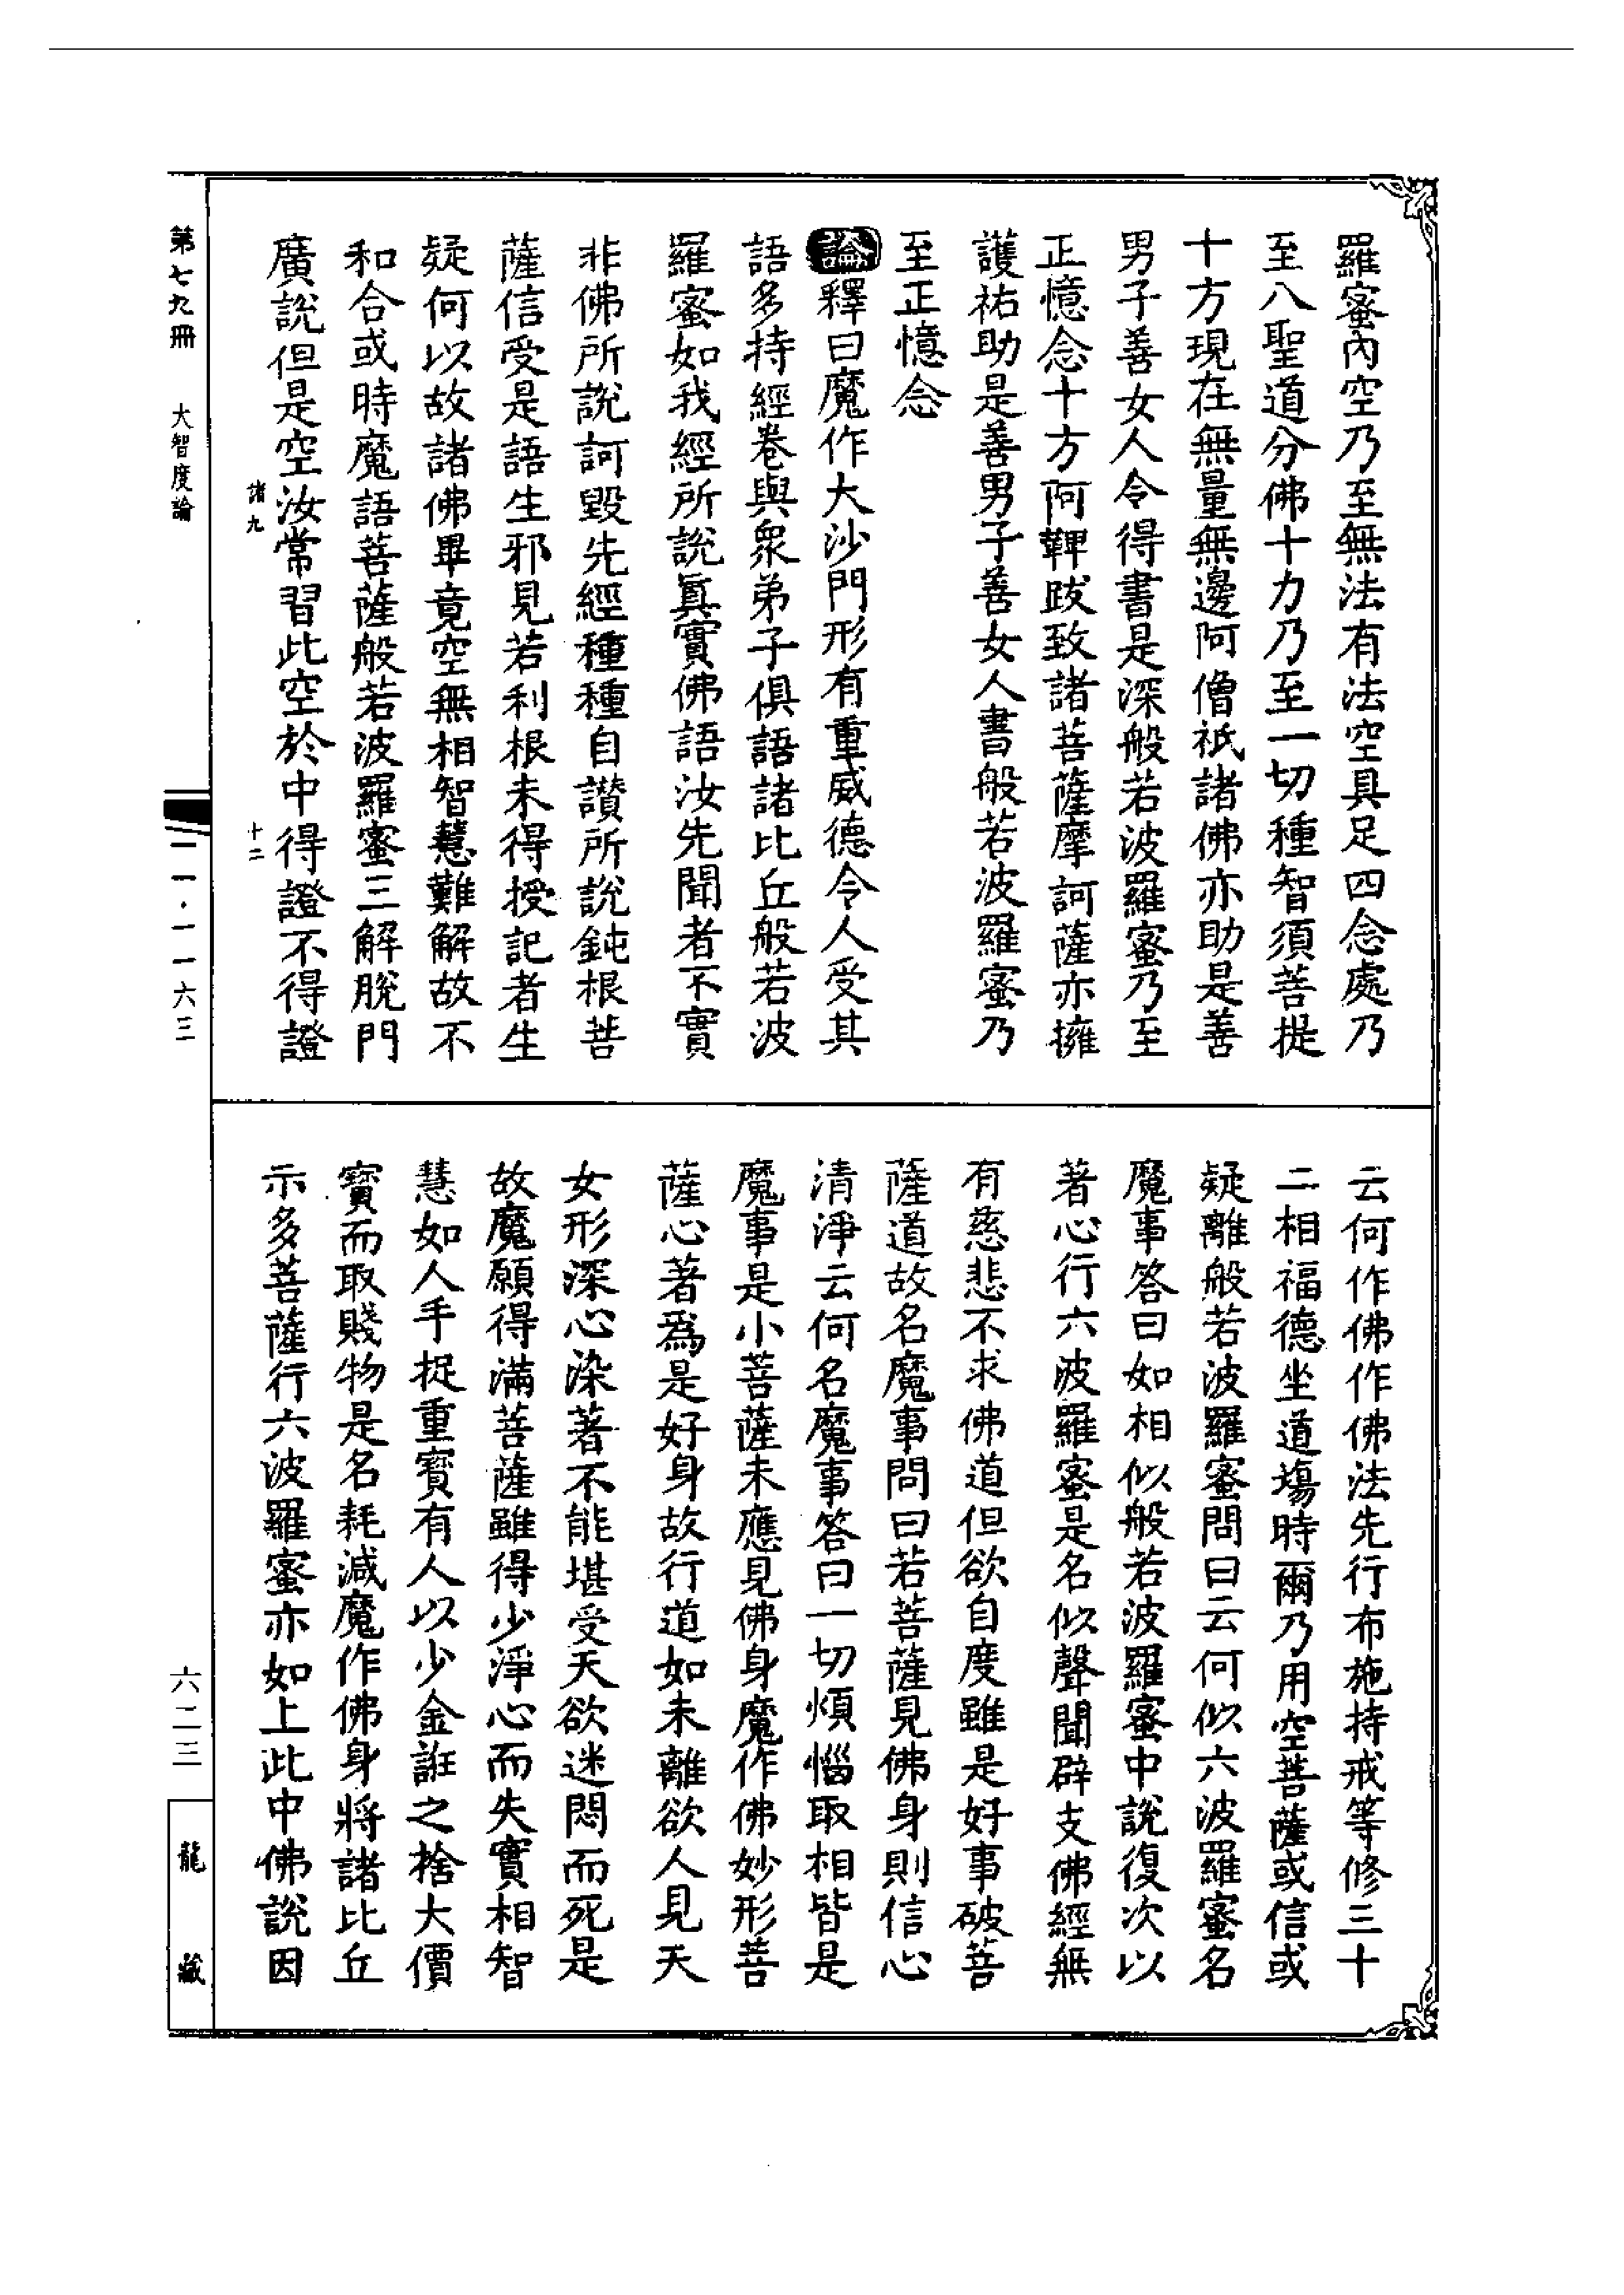 羅蜜內空乃至無法有法空具足四念處乃
至八聖道分佛十力乃至一切種智須菩提
十方現在無量無邊阿僧祇諸佛亦助是善
男子善女人令得書是深般若波羅蜜乃至
正憶念十方阿鞞跋致諸菩薩摩訶薩亦擁
護祐助是善男子善女人書般若波羅蜜乃
至正憶念
論釋曰魔作大沙門形有重威德令人受其
語多持經卷與眾弟子俱語諸比丘般若波
羅蜜如我經所說真實佛語汝先聞者不實
非佛所說訶毀先經種種自讚所說鈍根菩
薩信受是語生邪見若利根未得授記者生
疑何以故諸佛畢竟空無相智慧難解故不
和合或時魔語菩薩般若波羅蜜三解脫門
廣說但是空汝常習此空於中得證不得證
云何作佛作佛法先行布施持戒等修三十
二相福德坐道場時爾乃用空菩薩或信或
疑離般若波羅蜜問曰云何似六波羅蜜名
魔事答曰如相似般若波羅蜜中說復次以
著心行六波羅蜜是名似聲聞辟支佛經無
有慈悲不求佛道但欲自度雖是好事破菩
薩道故名魔事問曰若菩薩見佛身則信心
清淨云何名魔事答曰一切煩惱取相皆是
魔事是小菩薩未應見佛身魔作佛妙形菩
薩心著為是好身故行道如未離欲人見天
女形深心染著不能堪受天欲迷悶而死是
故魔願得滿菩薩雖得少淨心而失實相智
慧如人手捉重寶有人以少金誑之捨大價
寶而取賤物是名耗減魔作佛身將諸比丘
示多菩薩行六波羅蜜亦如上此中佛說因
諸九
十二
第七九冊
大智度論
一一一·一一六三
六二三
龍藏